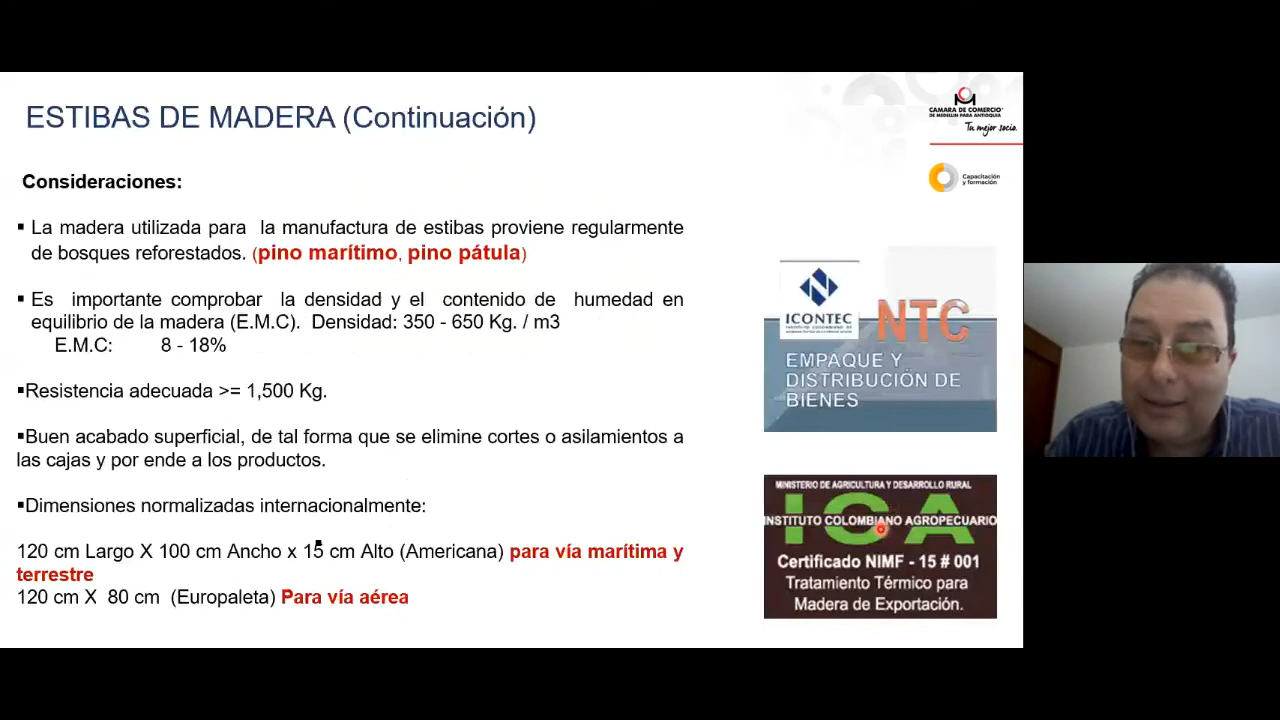 ESTIBAS DE MADERA (Continuación)
CAMARA DE COMERCIO
DE MEDELLÍN PARA ANTIOQUIA
Tu mejor socio.
Capacitación
y formación
Consideraciones:
▪ La madera utilizada para la manufactura de estibas proviene regularmente
de bosques reforestados. (pino marítimo, pino pátula)
▪ Es importante comprobar la densidad y el contenido de humedad en
equilibrio de la madera (E.M.C). Densidad: 350 - 650 Kg. / m3
E.M.C: 8 - 18%
▪Resistencia adecuada >= 1,500 Kg.
▪Buen acabado superficial, de tal forma que se elimine cortes o asilamientos a
las cajas y por ende a los productos.
▪Dimensiones normalizadas internacionalmente:
120 cm Largo X 100 cm Ancho x 15 cm Alto (Americana) para vía marítima y
terrestre
120 cm X 80 cm (Europaleta) Para vía aérea
ICONTEC
NTC
EMPAQUE Y
DISTRIBUCIÓN DE
BIENES
MINISTERIO DE AGRICULTURA Y DESARROLLO RURAL
ICA
INSTITUTO COLOMBIANO AGROPECUARIO
Certificado NIMF - 15 # 001
Tratamiento Térmico para
Madera de Exportación.